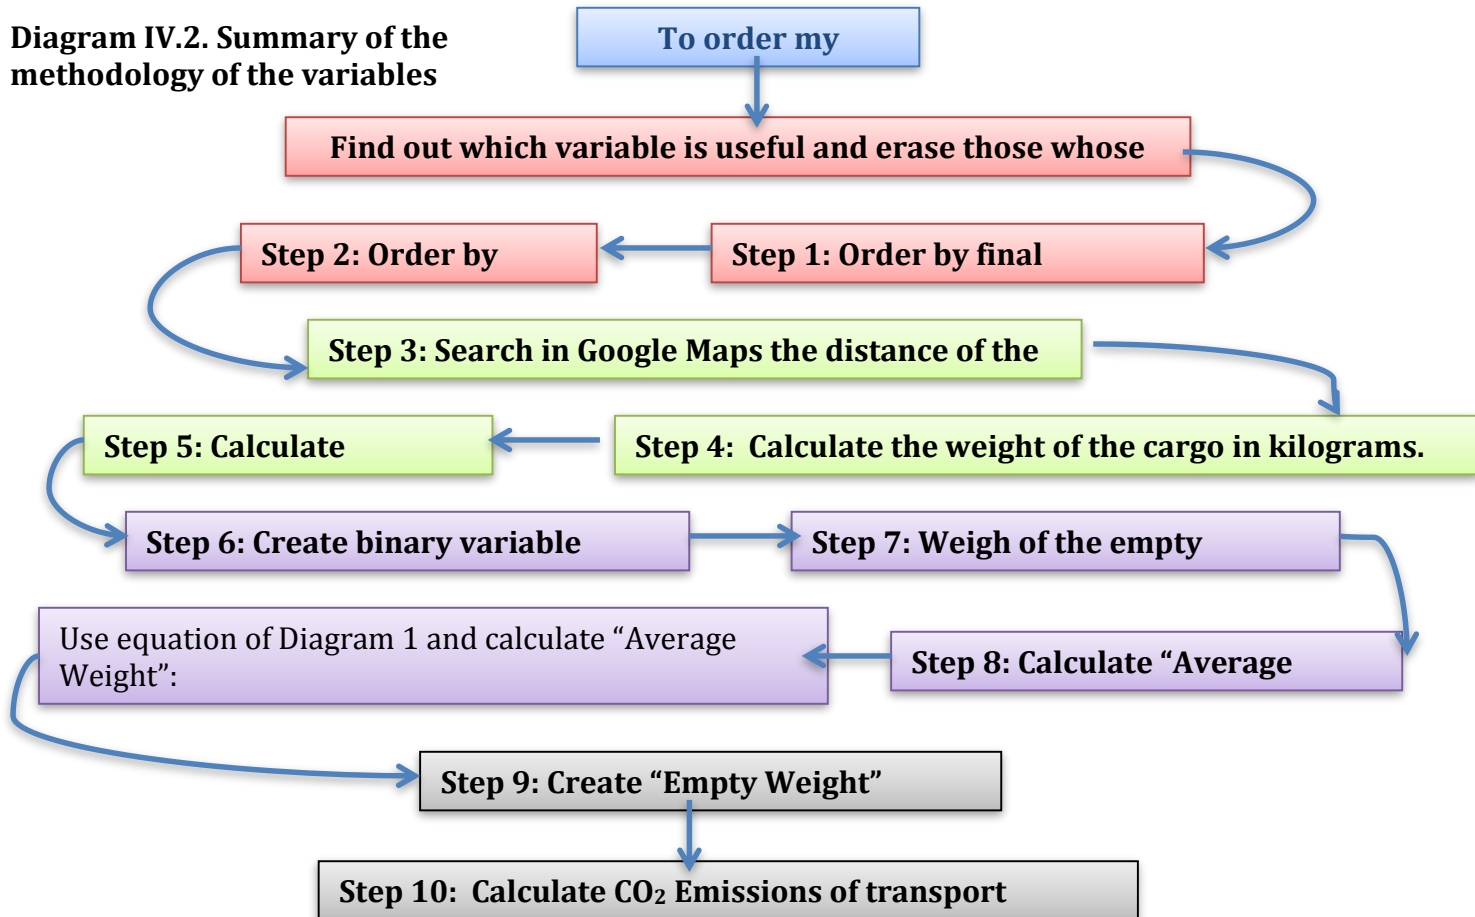 Diagram IV.2. Summary of the
methodology of the variables
To order my
Find out which variable is useful and erase those whose
Step 1: Order by final
Step 2: Order by
Step 3: Search in Google Maps the distance of the
Step 4:  Calculate the weight of the cargo in kilograms.
Step 5: Calculate
Step 6: Create binary variable
Step 7: Weigh of the empty
Step 8: Calculate “Average
Use equation of Diagram 1 and calculate “Average
Weight”:
Step 9: Create “Empty Weight”
Step 10:  Calculate CO₂ Emissions of transport